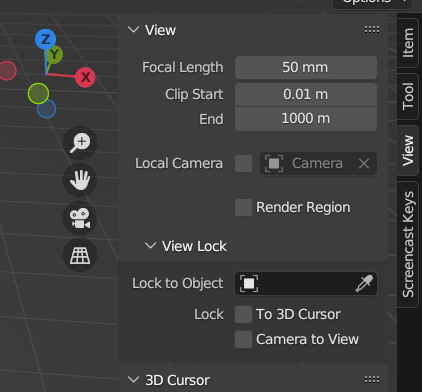 Options
Z
Y
X
View
Focal Length 50 mm
Clip Start 0.01 m
End 1000 m
Local Camera Camera
Render Region
View Lock
Lock to Object
Lock To 3D Cursor
Camera to View
3D Cursor
Item
Tool
View
Screencast Keys